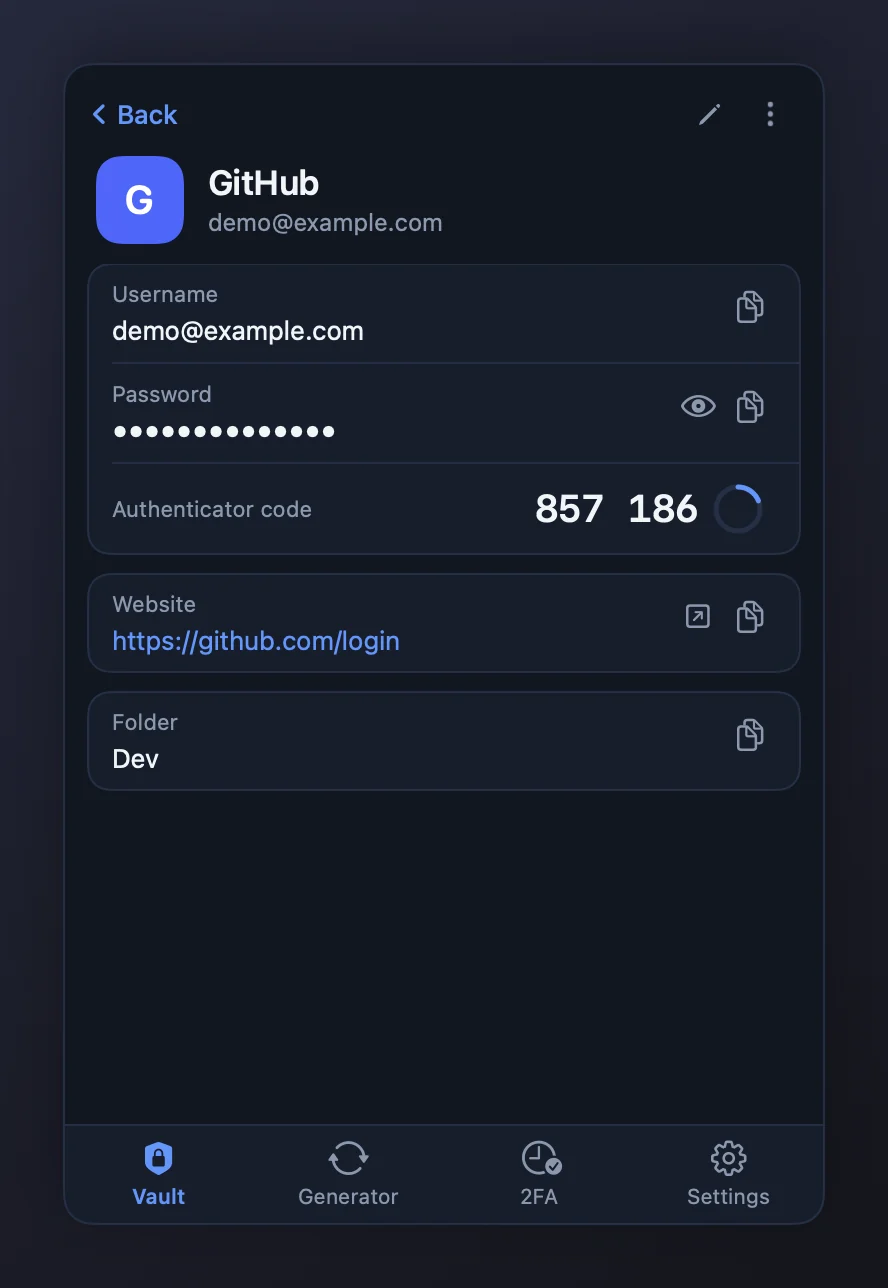 Back
G
GitHub
demo@example.com
Username
demo@example.com
Password
••••••••••••••
Authenticator code
857 186
Website
https://github.com/login
Folder
Dev
Vault
Generator
2FA
Settings